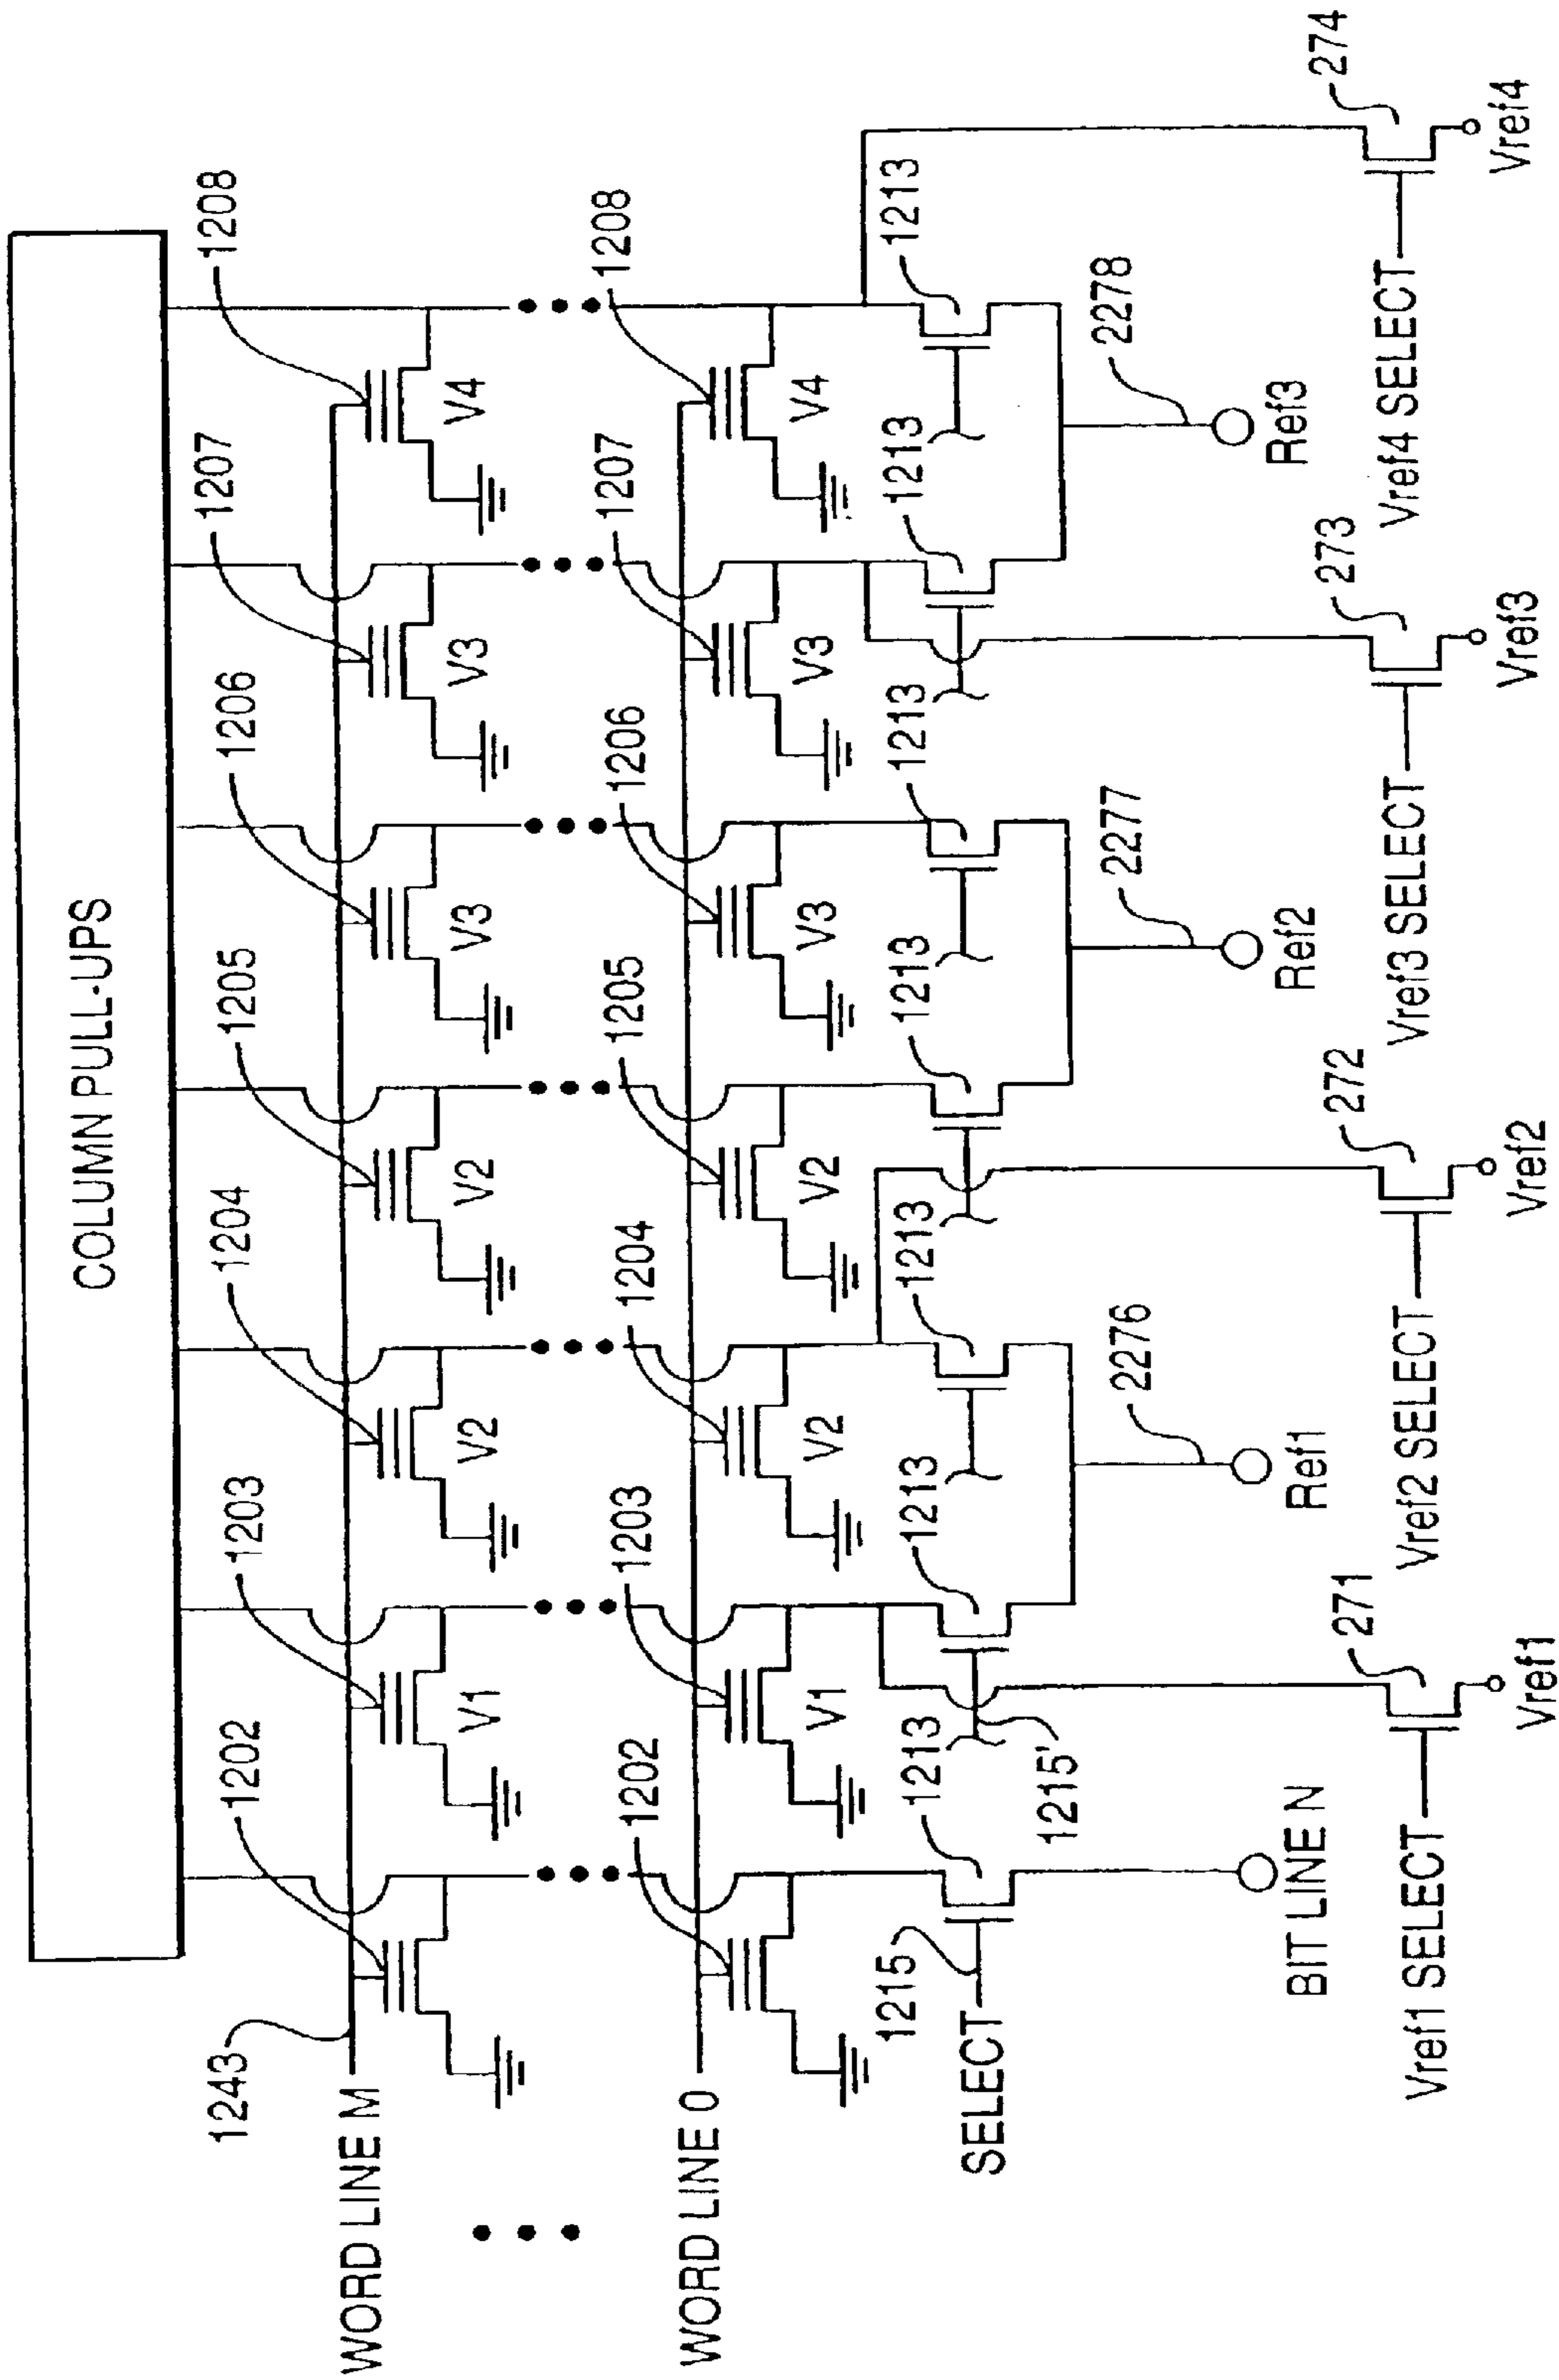 COLUMN PULL-UPS
1243
1202
1203
1204
1205
1206
1207
1208
WORD LINE M
V1
V2
V2
V3
V3
V4
1202
1203
1204
1205
1206
1207
1208
WORD LINE 0
V1
V2
V2
V3
V3
V4
1215
1213
1213
1213
1213
1213
1213
1213
SELECT
1215'
2276
2277
2278
BIT LINE N
Ref1
Ref2
Ref3
271
272
273
274
Vref1 SELECT
Vref2 SELECT
Vref3 SELECT
Vref4 SELECT
Vref1
Vref2
Vref3
Vref4